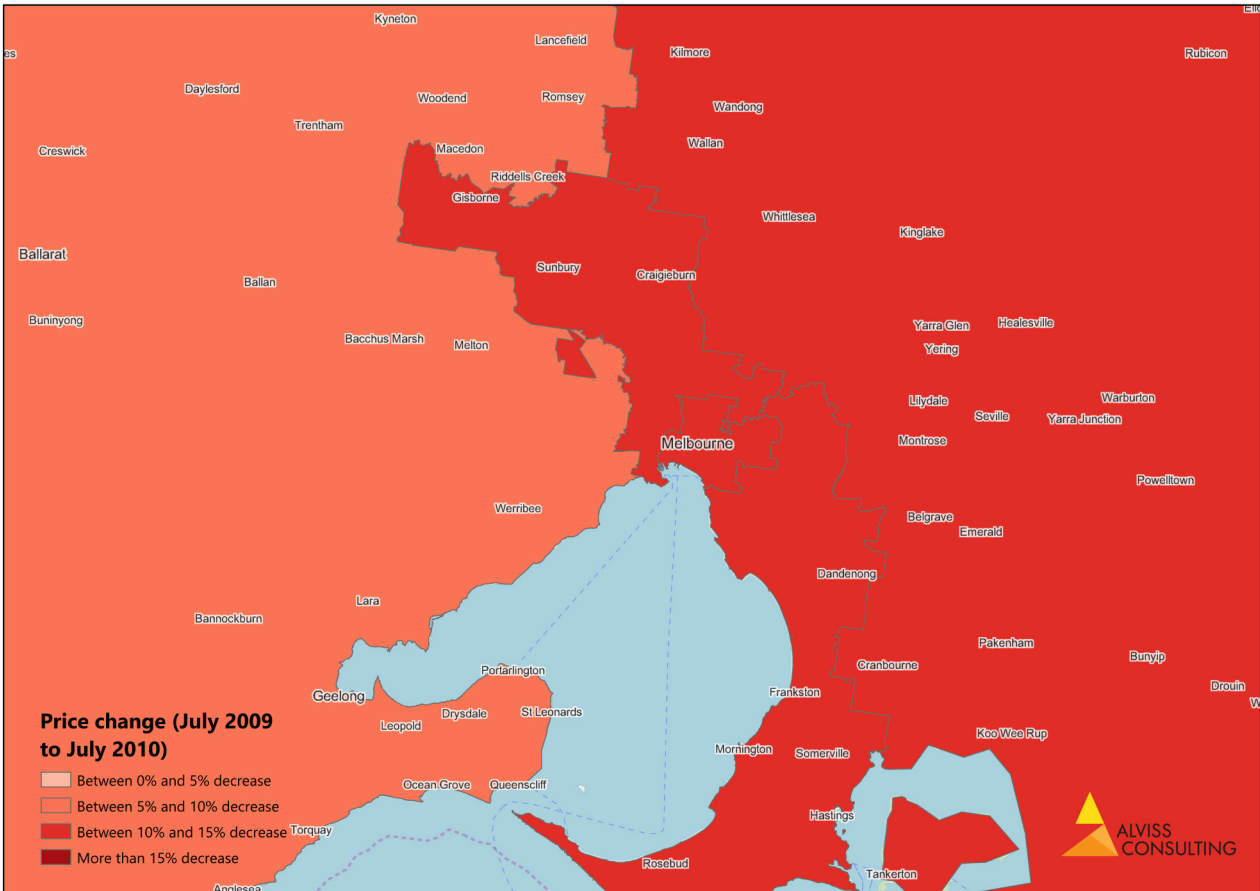 Kyneton
Lancefield
Kilmore
Rubicon
es
Daylesford
Woodend
Romsey
Wandong
Trentham
Wallan
Creswick
Macedon
Riddells Creek
Gisborne
Whittlesea
Kinglake
Ballarat
Sunbury
Craigieburn
Ballan
Buninyong
Yarra Glen
Healesville
Bacchus Marsh
Melton
Yering
Lilydale
Warburton
Seville
Yarra Junction
Melbourne
Montrose
Powelltown
Werribee
Belgrave
Emerald
Dandenong
Lara
Bannockburn
Pakenham
Bunyip
Cranbourne
Portarlington
Geelong
Frankston
Drouin
W
Leopold
Drysdale
St Leonards
Koo Wee Rup
Mornington
Somerville
Price change (July 2009
to July 2010)
Between 0% and 5% decrease
Between 5% and 10% decrease
Between 10% and 15% decrease
More than 15% decrease
Ocean Grove
Queenscliff
Hastings
Torquay
Rosebud
Tankerton
Anglesea
ALVISS
CONSULTING